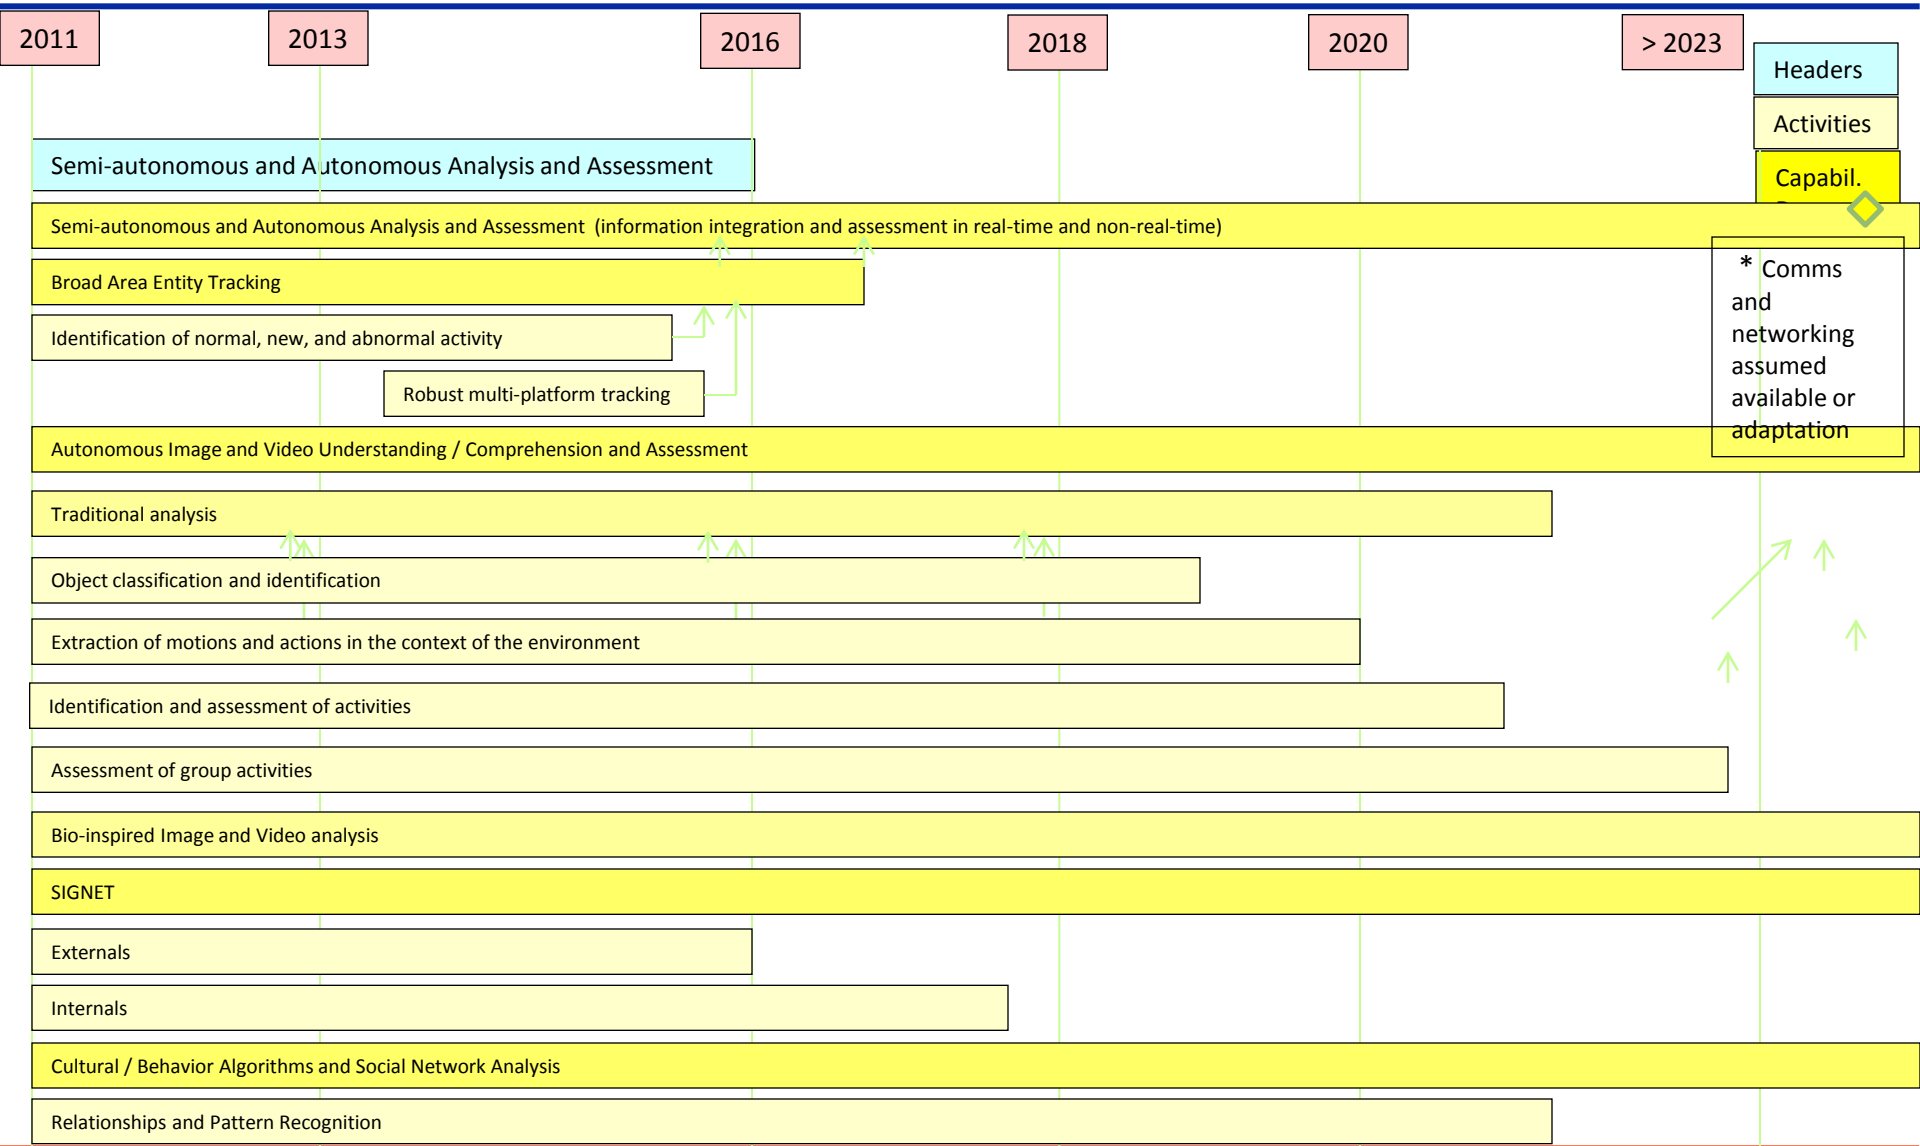 2011
2013
2016
2018
2020
> 2023
Headers
Activities
Capabil.
Semi-autonomous and Autonomous Analysis and Assessment
Semi-autonomous and Autonomous Analysis and Assessment (information integration and assessment in real-time and non-real-time)
Broad Area Entity Tracking
Identification of normal, new, and abnormal activity
Robust multi-platform tracking
* Comms
and
networking
assumed
available or
adaptation
Autonomous Image and Video Understanding / Comprehension and Assessment
Traditional analysis
Object classification and identification
Extraction of motions and actions in the context of the environment
Identification and assessment of activities
Assessment of group activities
Bio-inspired Image and Video analysis
SIGNET
Externals
Internals
Cultural / Behavior Algorithms and Social Network Analysis
Relationships and Pattern Recognition